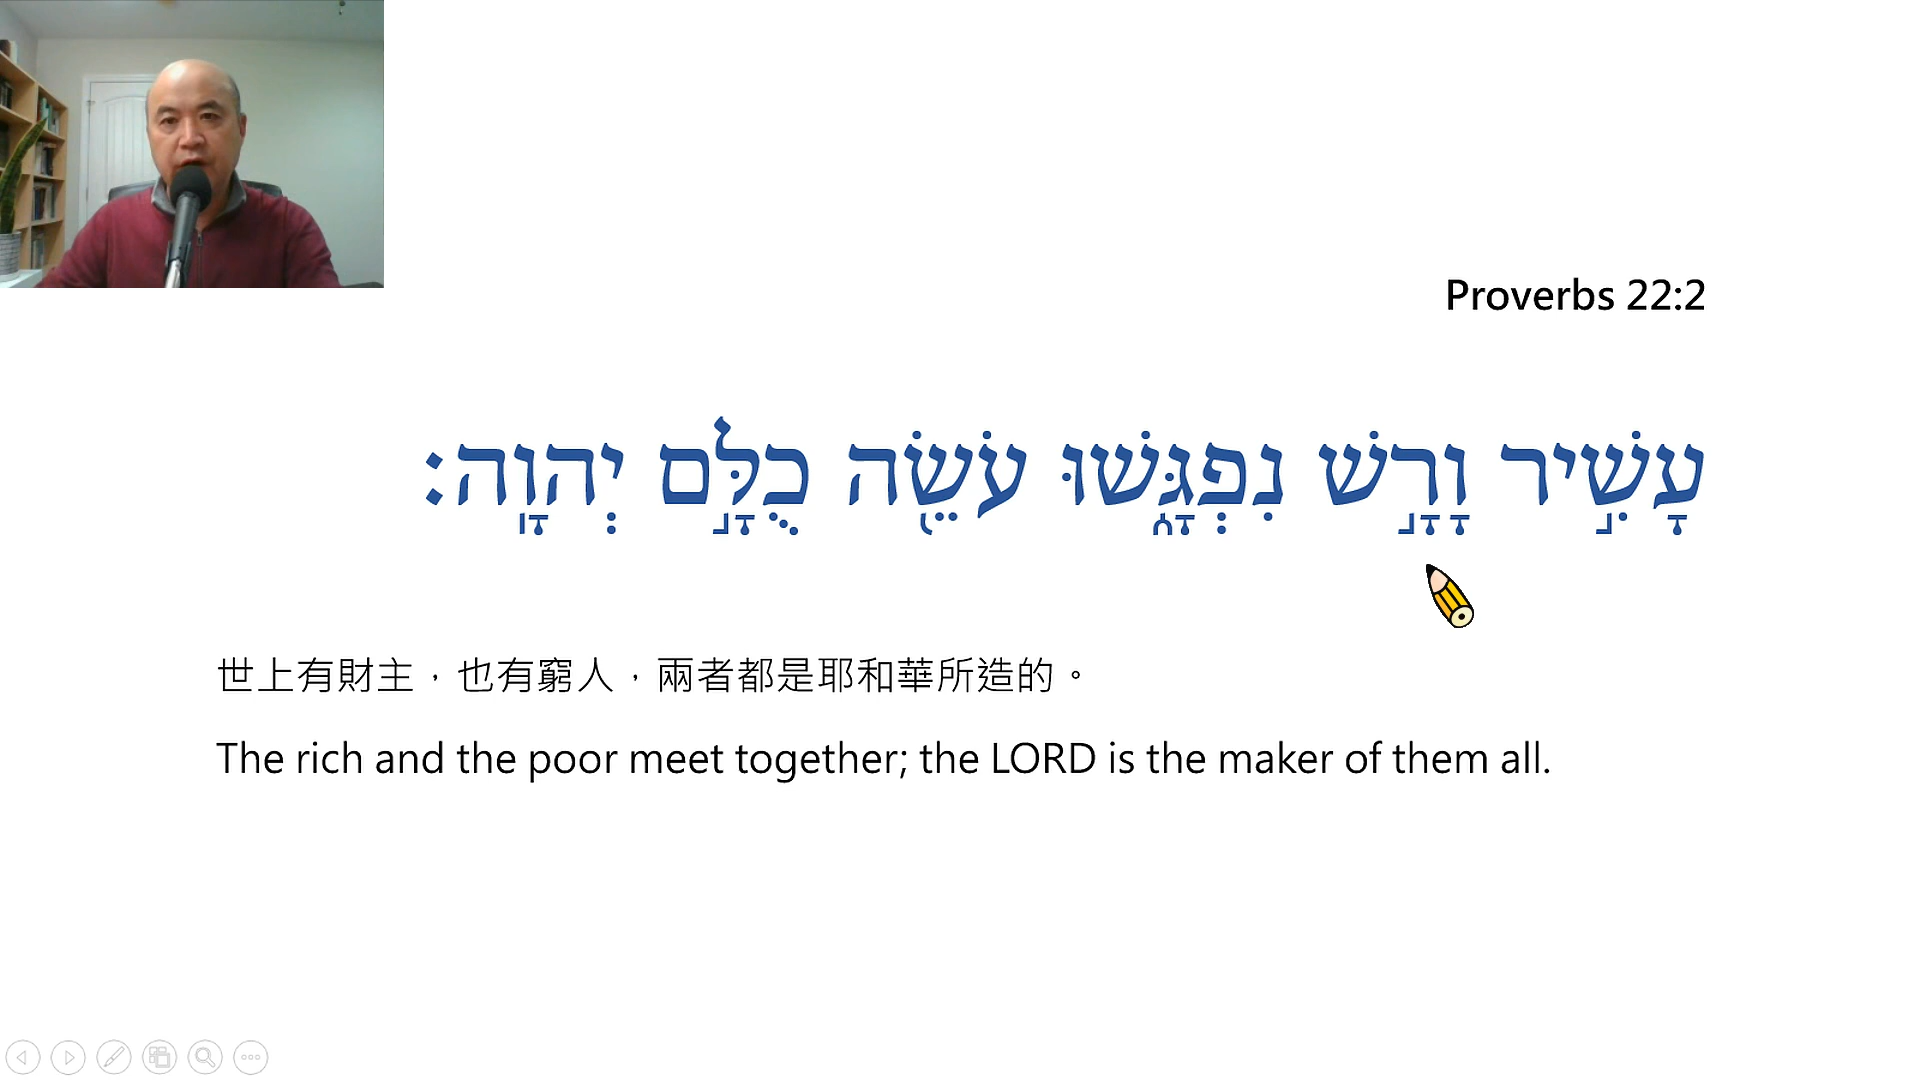 Proverbs 22:2
עָשִׁ֣יר וָרָ֣שׁ נִפְגָּ֑שׁוּ עֹשֵׂ֖ה כֻלָּ֣ם יְהוָֽה׃
世上有財主，也有窮人，兩者都是耶和華所造的。
The rich and the poor meet together; the LORD is the maker of them all.